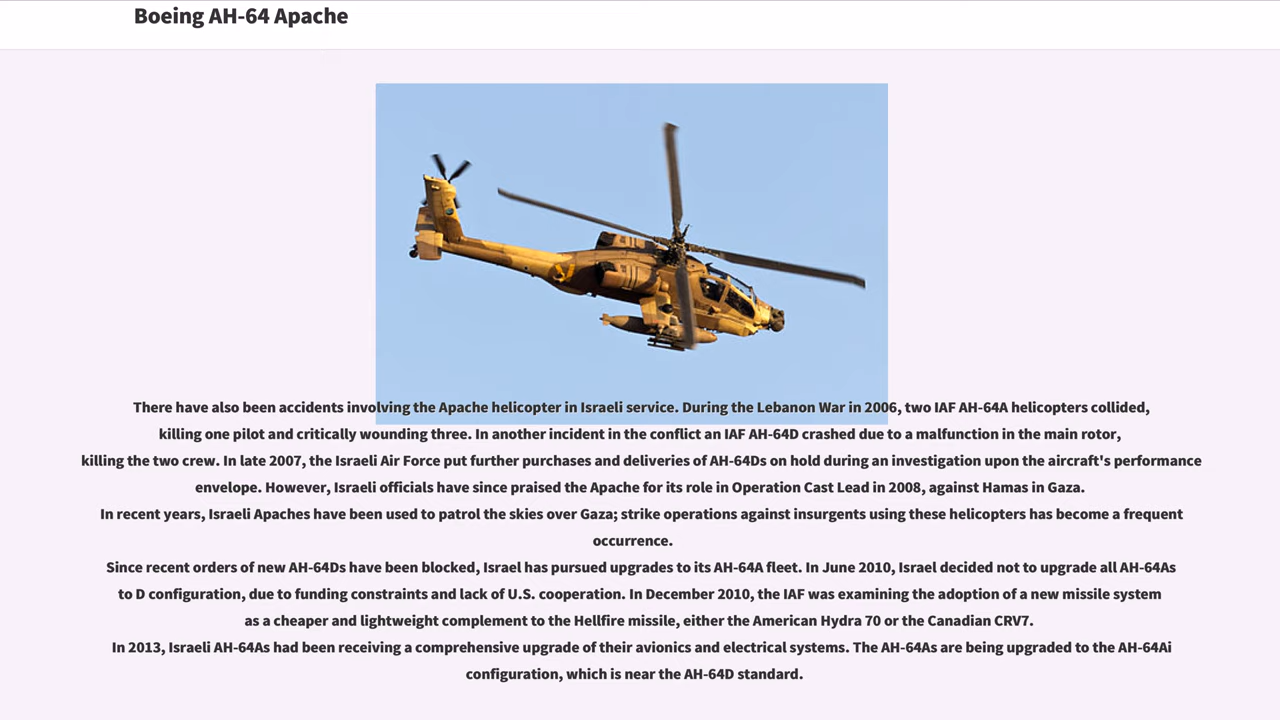 Boeing AH-64 Apache
There have also been accidents involving the Apache helicopter in Israeli service. During the Lebanon War in 2006, two IAF AH-64A helicopters collided,
killing one pilot and critically wounding three. In another incident in the conflict an IAF AH-64D crashed due to a malfunction in the main rotor,
killing the two crew. In late 2007, the Israeli Air Force put further purchases and deliveries of AH-64Ds on hold during an investigation upon the aircraft's performance
envelope. However, Israeli officials have since praised the Apache for its role in Operation Cast Lead in 2008, against Hamas in Gaza.
In recent years, Israeli Apaches have been used to patrol the skies over Gaza; strike operations against insurgents using these helicopters has become a frequent
occurrence.
Since recent orders of new AH-64Ds have been blocked, Israel has pursued upgrades to its AH-64A fleet. In June 2010, Israel decided not to upgrade all AH-64As
to D configuration, due to funding constraints and lack of U.S. cooperation. In December 2010, the IAF was examining the adoption of a new missile system
as a cheaper and lightweight complement to the Hellfire missile, either the American Hydra 70 or the Canadian CRV7.
In 2013, Israeli AH-64As had been receiving a comprehensive upgrade of their avionics and electrical systems. The AH-64As are being upgraded to the AH-64Ai
configuration, which is near the AH-64D standard.